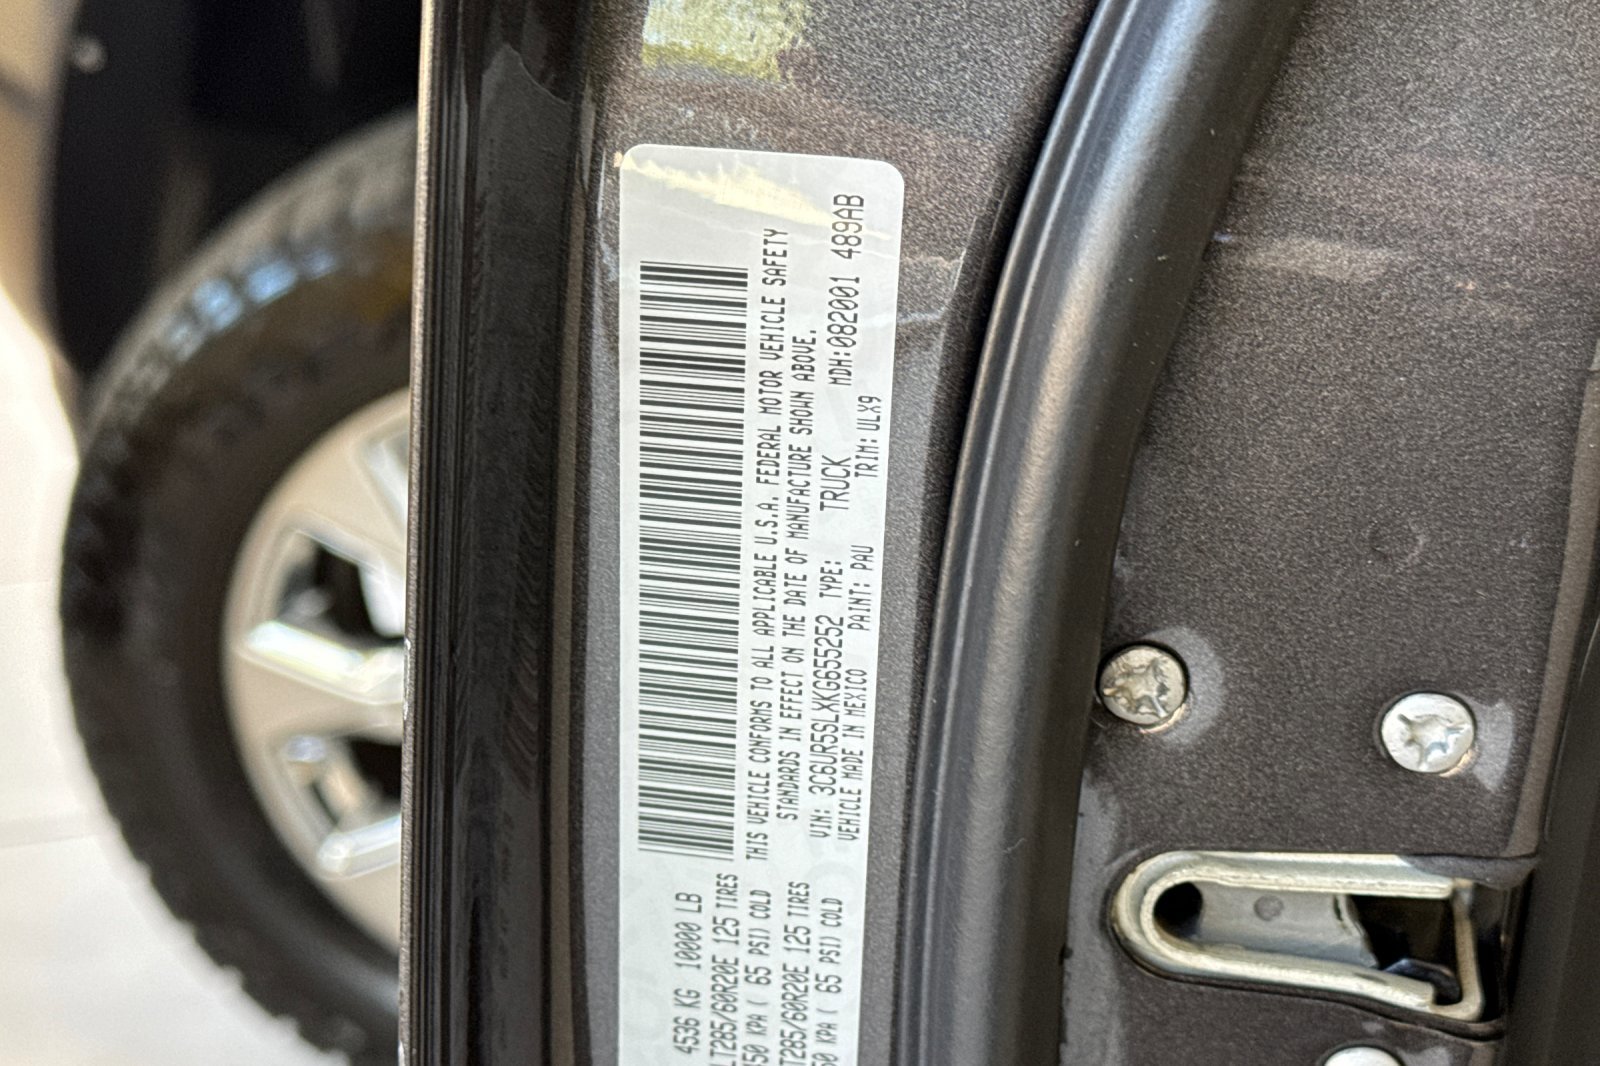 4536 KG 10000 LB
LT285/60R20E 125 TIRES
450 KPA ( 65 PSI) COLD
T285/60R20E 125 TIRES
50 KPA ( 65 PSI) COLD
THIS VEHICLE CONFORMS TO ALL APPLICABLE U.S.A. FEDERAL MOTOR VEHICLE SAFETY
STANDARDS IN EFFECT ON THE DATE OF MANUFACTURE SHOWN ABOVE.
VIN: 3C6UR5SLXKG655252 TYPE: TRUCK MDH:082001 489AB
VEHICLE MADE IN MEXICO PAINT: PAU TRIM: ULX9